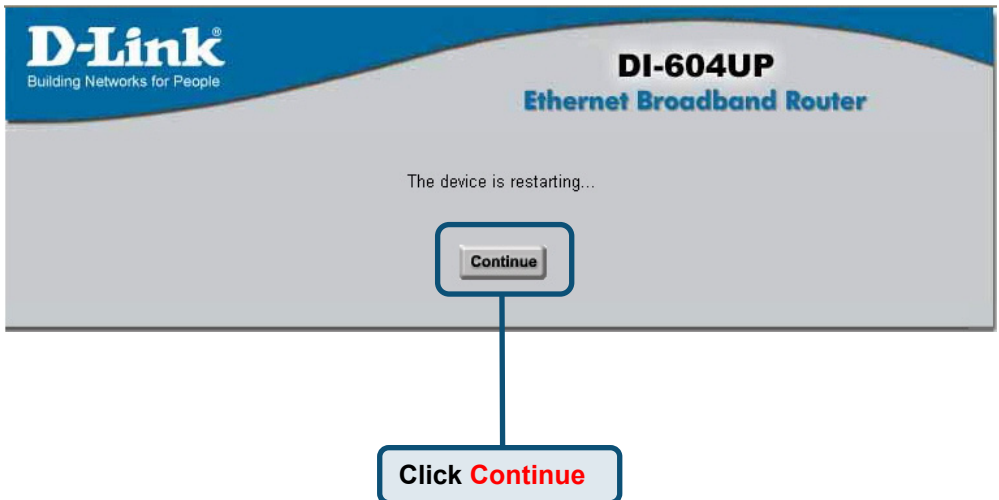 D-Link®
Building Networks for People
DI-604UP
Ethernet Broadband Router
The device is restarting...
Continue
Click Continue